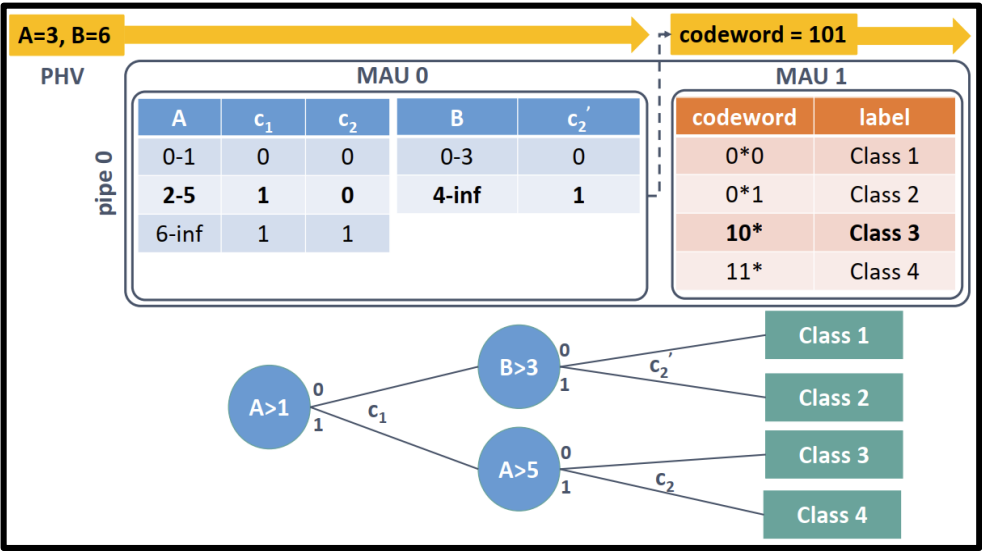 A=3, B=6
codeword = 101
PHV
MAU 0
MAU 1
pipe 0
A c₁ c₂
0-1 0 0
2-5 1 0
6-inf 1 1
B c₂′
0-3 0
4-inf 1
codeword label
0*0 Class 1
0*1 Class 2
10* Class 3
11* Class 4
A>1
0
1
c₁
B>3
0
1
c₂′
A>5
0
1
c₂
Class 1
Class 2
Class 3
Class 4